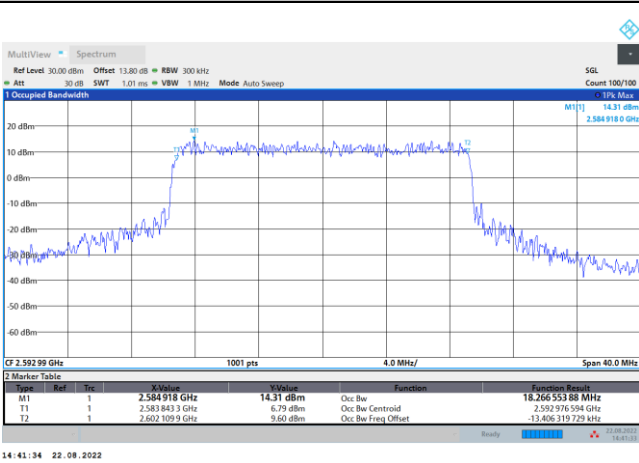 MultiView Spectrum
Ref Level 30.00 dBm Offset 13.80 dB RBW 300 kHz SGL
Att 30 dB SWT 1.01 ms VBW 1 MHz Mode Auto Sweep Count 100/100
1 Occupied Bandwidth 1Pk Max
M1[1] 14.31 dBm
2.584 918 0 GHz
M1
T1
T2
20 dBm
10 dBm
0 dBm
-10 dBm
-20 dBm
-30 dBm
-40 dBm
-50 dBm
-60 dBm
CF 2.592 99 GHz 1001 pts 4.0 MHz/ Span 40.0 MHz
2 Marker Table
Type Ref Trc X-Value Y-Value Function Function Result
M1 1 2.584 918 GHz 14.31 dBm Occ Bw 18.266 553 88 MHz
T1 1 2.583 843 3 GHz 6.79 dBm Occ Bw Centroid 2.592 976 594 GHz
T2 1 2.602 109 9 GHz 9.60 dBm Occ Bw Freq Offset -13.406 319 729 kHz
Ready 22.08.2022
14:41:33
14:41:34 22.08.2022